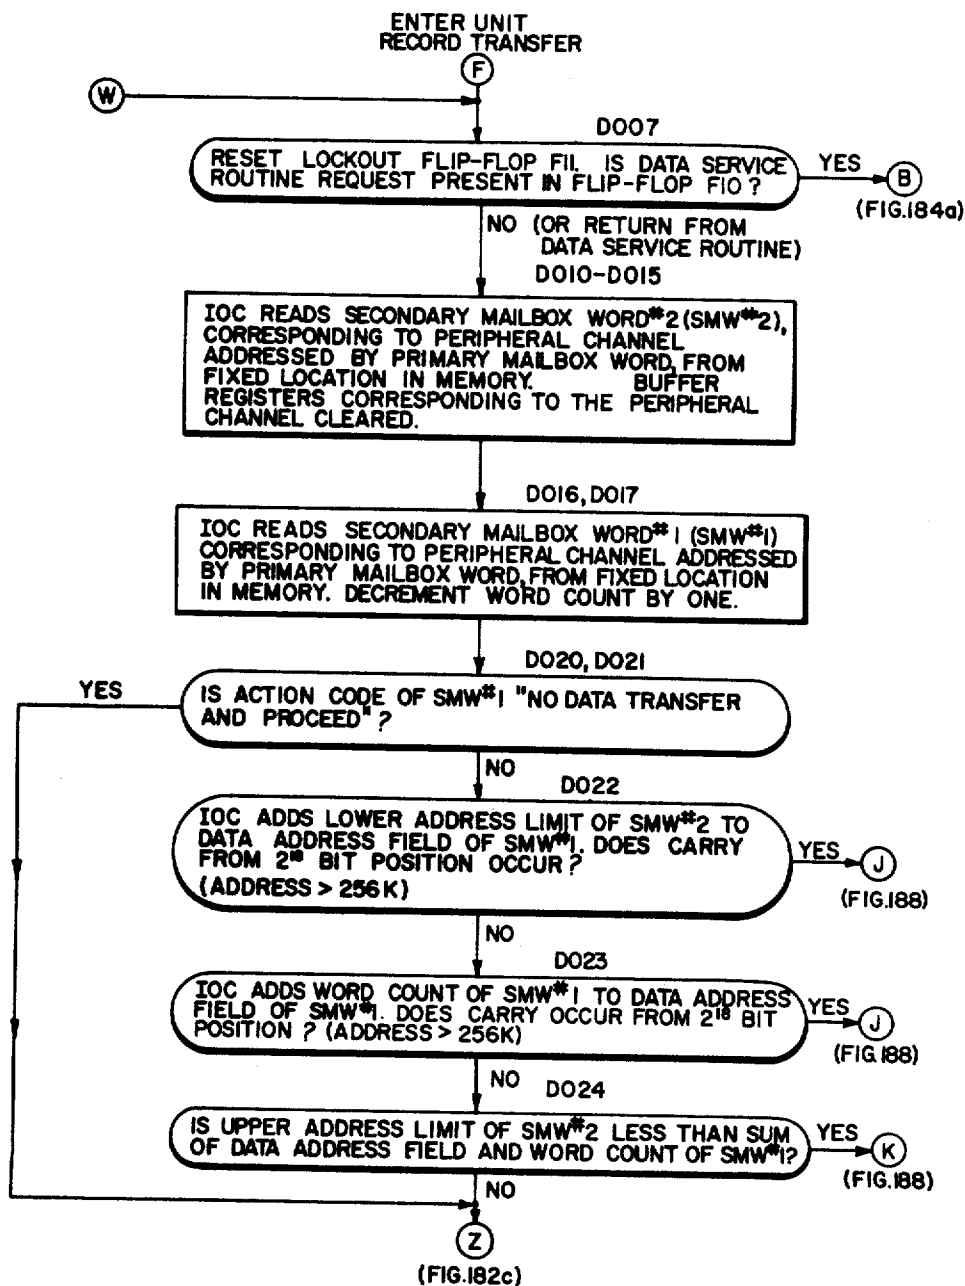 ENTER UNIT
RECORD TRANSFER
F
W
D007
RESET LOCKOUT FLIP-FLOP F11. IS DATA SERVICE
ROUTINE REQUEST PRESENT IN FLIP-FLOP F10 ?
YES
B
(FIG.184a)
NO (OR RETURN FROM
DATA SERVICE ROUTINE)
D010-D015
IOC READS SECONDARY MAILBOX WORD#2 (SMW#2),
CORRESPONDING TO PERIPHERAL CHANNEL
ADDRESSED BY PRIMARY MAILBOX WORD, FROM
FIXED LOCATION IN MEMORY. BUFFER
REGISTERS CORRESPONDING TO THE PERIPHERAL
CHANNEL CLEARED.
D016, D017
IOC READS SECONDARY MAILBOX WORD#1 (SMW#1)
CORRESPONDING TO PERIPHERAL CHANNEL ADDRESSED
BY PRIMARY MAILBOX WORD, FROM FIXED LOCATION
IN MEMORY. DECREMENT WORD COUNT BY ONE.
D020, D021
YES
IS ACTION CODE OF SMW#1 "NO DATA TRANSFER
AND PROCEED" ?
NO
D022
IOC ADDS LOWER ADDRESS LIMIT OF SMW#2 TO
DATA ADDRESS FIELD OF SMW#1. DOES CARRY
FROM 2¹⁸ BIT POSITION OCCUR ?
(ADDRESS > 256K)
YES
J
(FIG.188)
NO
D023
IOC ADDS WORD COUNT OF SMW#1 TO DATA ADDRESS
FIELD OF SMW#1. DOES CARRY OCCUR FROM 2¹⁸ BIT
POSITION ? (ADDRESS > 256K)
YES
J
(FIG.188)
NO
D024
IS UPPER ADDRESS LIMIT OF SMW#2 LESS THAN SUM
OF DATA ADDRESS FIELD AND WORD COUNT OF SMW#1?
YES
K
(FIG.188)
NO
Z
(FIG.182c)